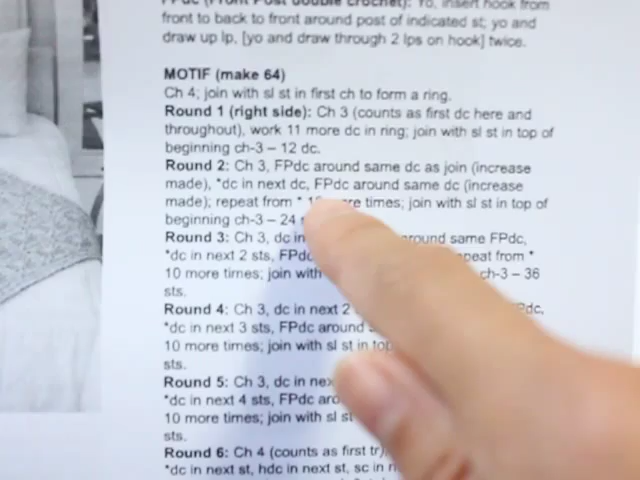 FPdc (Front Post double crochet): Yo, insert hook from
front to back to front around post of indicated st; yo and
draw up lp, [yo and draw through 2 lps on hook] twice.
MOTIF (make 64)
Ch 4; join with sl st in first ch to form a ring.
Round 1 (right side): Ch 3 (counts as first dc here and
throughout), work 11 more dc in ring; join with sl st in top of
beginning ch-3 – 12 dc.
Round 2: Ch 3, FPdc around same dc as join (increase
made), *dc in next dc, FPdc around same dc (increase
made); repeat from * times; join with sl st in top of
beginning ch-3 – 24
Round 3: Ch 3, dc in around same FPdc,
*dc in next 2 sts, FPdc from *
10 more times; join with ch-3 – 36
sts.
Round 4: Ch 3, dc in next 2
*dc in next 3 sts, FPdc around
10 more times; join with sl st in top
sts.
Round 5: Ch 3, dc in
*dc in next 4 sts, FPdc
10 more times; join with sl st
sts.
Round 6: Ch 4 (counts as first tr)
*dc in next st, hdc in next st, sc in